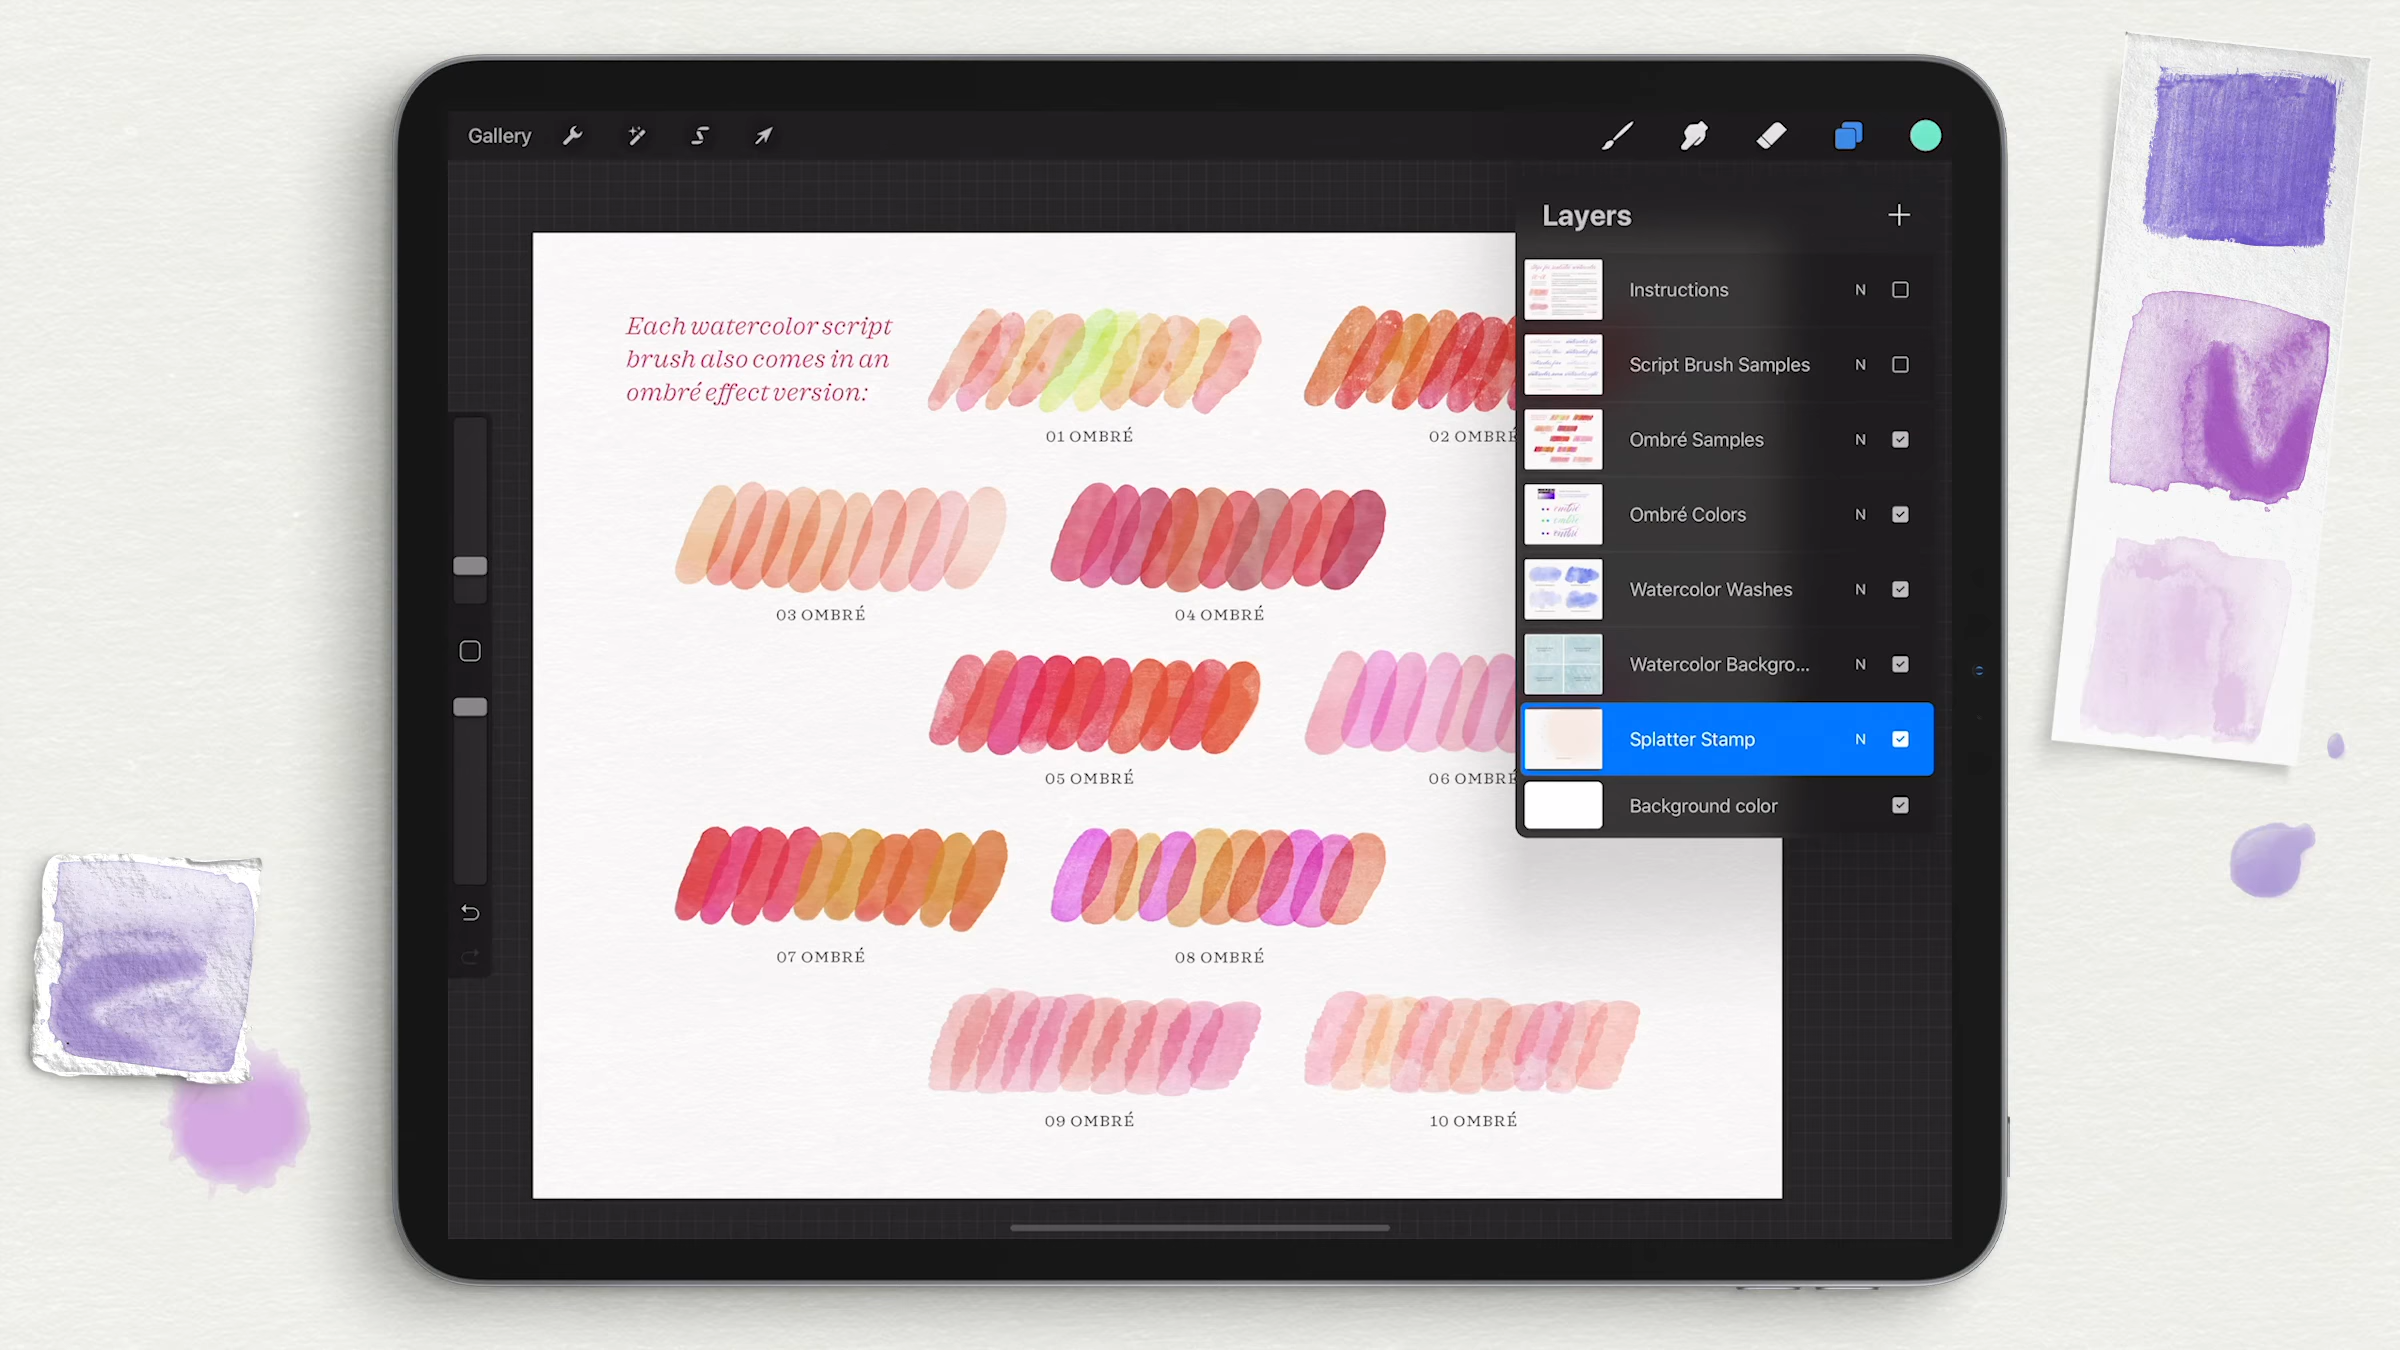 Gallery
Layers
Instructions N
Script Brush Samples N
Ombré Samples N
Ombré Colors N
Watercolor Washes N
Watercolor Backgro... N
Splatter Stamp N
Background color
Each watercolor script
brush also comes in an
ombré effect version:
01 OMBRÉ
02 OMBRÉ
03 OMBRÉ
04 OMBRÉ
05 OMBRÉ
06 OMBRÉ
07 OMBRÉ
08 OMBRÉ
09 OMBRÉ
10 OMBRÉ